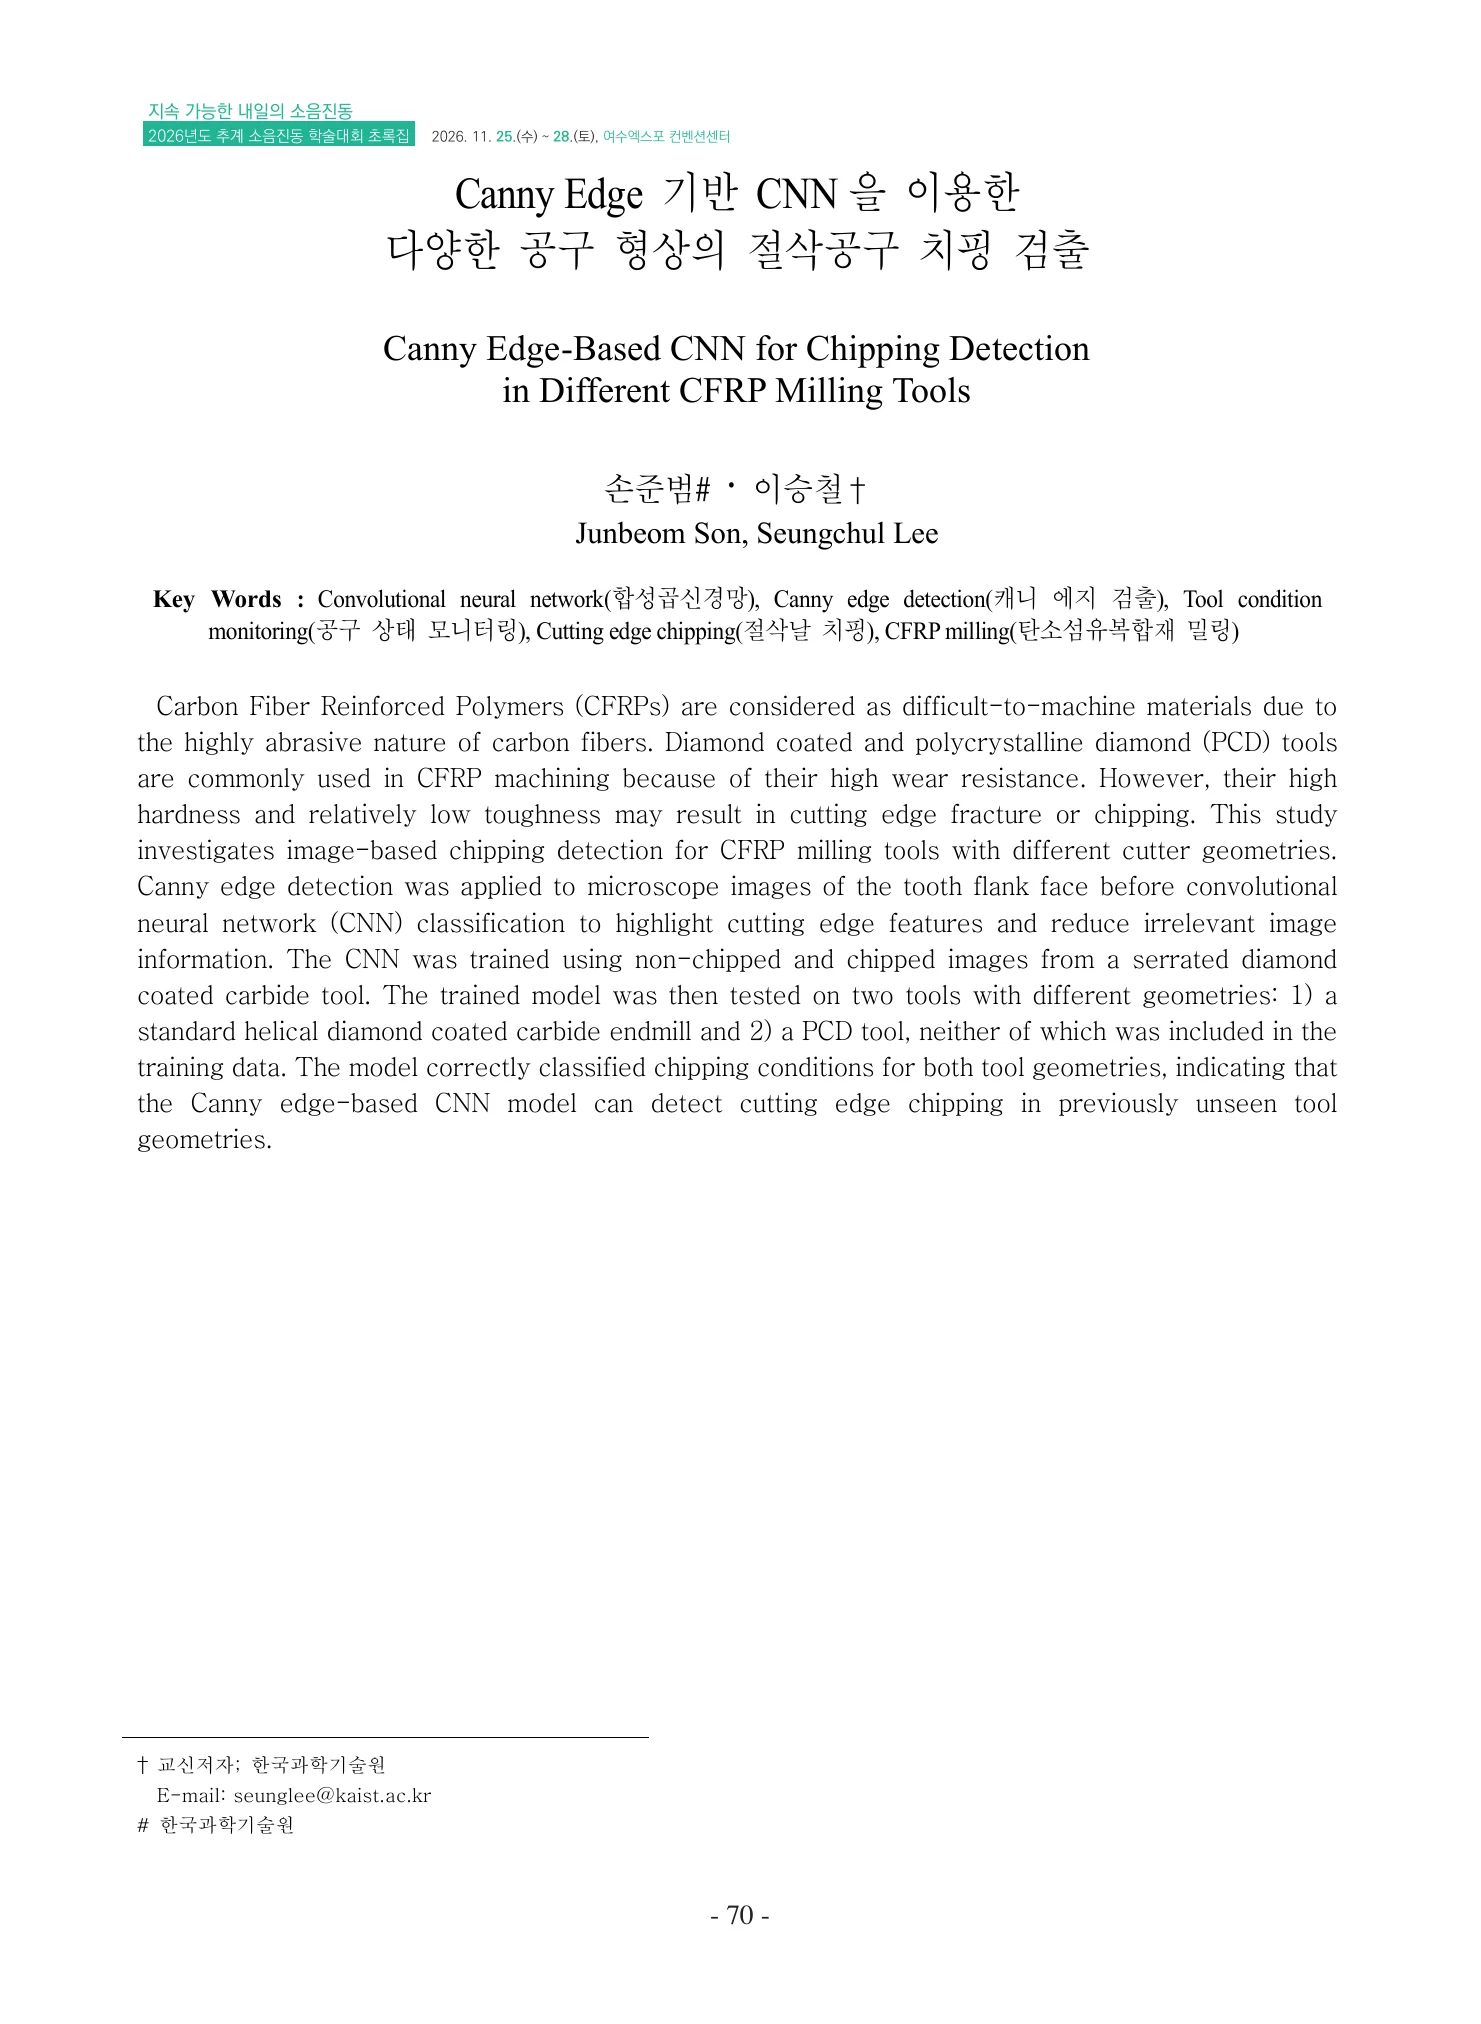 지속 가능한 내일의 소음진동
2026년도 추계 소음진동 학술대회 초록집 2026. 11. 25.(수) ~ 28.(토), 여수엑스포 컨벤션센터
Canny Edge 기반 CNN을 이용한
다양한 공구 형상의 절삭공구 치핑 검출
Canny Edge-Based CNN for Chipping Detection
in Different CFRP Milling Tools
손준범# · 이승철†
Junbeom Son, Seungchul Lee
Key Words : Convolutional neural network(합성곱신경망), Canny edge detection(캐니 에지 검출), Tool condition
monitoring(공구 상태 모니터링), Cutting edge chipping(절삭날 치핑), CFRP milling(탄소섬유복합재 밀링)
Carbon Fiber Reinforced Polymers (CFRPs) are considered as difficult-to-machine materials due to
the highly abrasive nature of carbon fibers. Diamond coated and polycrystalline diamond (PCD) tools
are commonly used in CFRP machining because of their high wear resistance. However, their high
hardness and relatively low toughness may result in cutting edge fracture or chipping. This study
investigates image-based chipping detection for CFRP milling tools with different cutter geometries.
Canny edge detection was applied to microscope images of the tooth flank face before convolutional
neural network (CNN) classification to highlight cutting edge features and reduce irrelevant image
information. The CNN was trained using non-chipped and chipped images from a serrated diamond
coated carbide tool. The trained model was then tested on two tools with different geometries: 1) a
standard helical diamond coated carbide endmill and 2) a PCD tool, neither of which was included in the
training data. The model correctly classified chipping conditions for both tool geometries, indicating that
the Canny edge-based CNN model can detect cutting edge chipping in previously unseen tool
geometries.
† 교신저자; 한국과학기술원
E-mail: seunglee@kaist.ac.kr
# 한국과학기술원
- 70 -